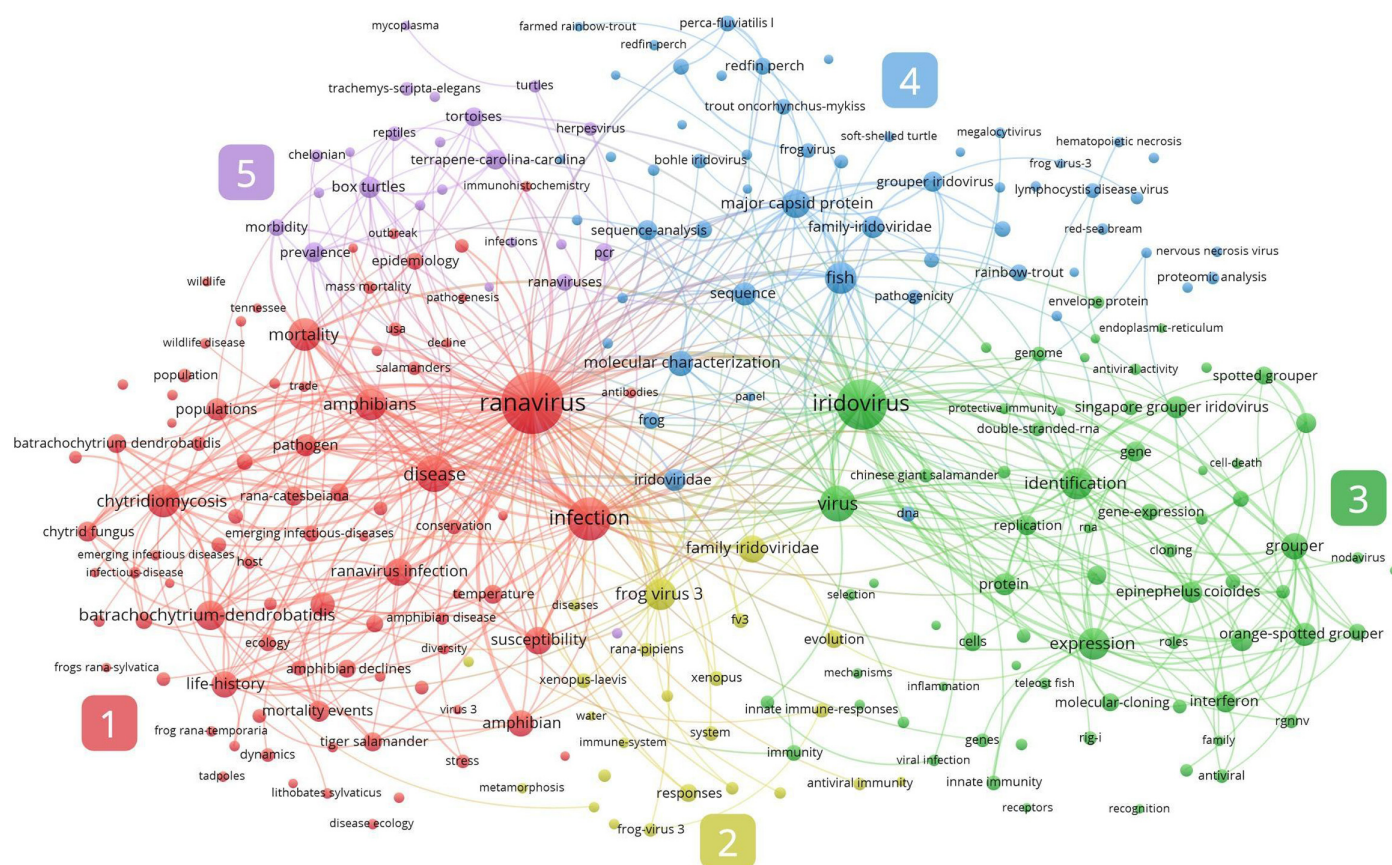 perca-fluviatilis l
mycoplasma
farmed rainbow-trout
redfin-perch
redfin perch
4
trachemys-scripta-elegans
turtles
trout oncorhynchus-mykiss
tortoises
herpesvirus
reptiles
soft-shelled turtle
megalocytivirus
hematopoietic necrosis
chelonian
terrapene-carolina-carolina
bohle iridovirus
frog virus
frog virus-3
5
box turtles
immunohistochemistry
grouper iridovirus
lymphocystis disease virus
major capsid protein
morbidity
outbreak
sequence-analysis
family-iridoviridae
red-sea bream
infections
prevalence
epidemiology
pcr
nervous necrosis virus
wildlife
mass mortality
ranaviruses
fish
rainbow-trout
proteomic analysis
pathogenesis
sequence
pathogenicity
envelope protein
tennessee
usa
endoplasmic-reticulum
mortality
wildlife disease
decline
genome
salamanders
molecular characterization
antiviral activity
population
trade
spotted grouper
antibodies
panel
populations
amphibians
ranavirus
iridovirus
protective immunity
singapore grouper iridovirus
frog
double-stranded-rna
batrachochytrium dendrobatidis
pathogen
gene
cell-death
disease
iridoviridae
chinese giant salamander
identification
chytridiomycosis
rana-catesbeiana
virus
3
infection
dna
gene-expression
chytrid fungus
emerging infectious-diseases
conservation
replication
rna
family iridoviridae
cloning
grouper
emerging infectious diseases
host
nodavirus
infectious-disease
ranavirus infection
protein
temperature
frog virus 3
selection
epinephelus coioides
diseases
batrachochytrium-dendrobatidis
amphibian disease
fv3
ecology
susceptibility
evolution
cells
expression
roles
orange-spotted grouper
diversity
rana-pipiens
frogs rana-sylvatica
amphibian declines
mechanisms
life-history
xenopus-laevis
xenopus
inflammation
teleost fish
1
mortality events
virus 3
water
innate immune-responses
molecular-cloning
interferon
frog rana-temporaria
amphibian
system
rgnnv
tiger salamander
immune-system
immunity
genes
rig-i
family
dynamics
stress
viral infection
tadpoles
metamorphosis
antiviral immunity
innate immunity
antiviral
lithobates sylvaticus
responses
receptors
recognition
disease ecology
frog-virus 3
2